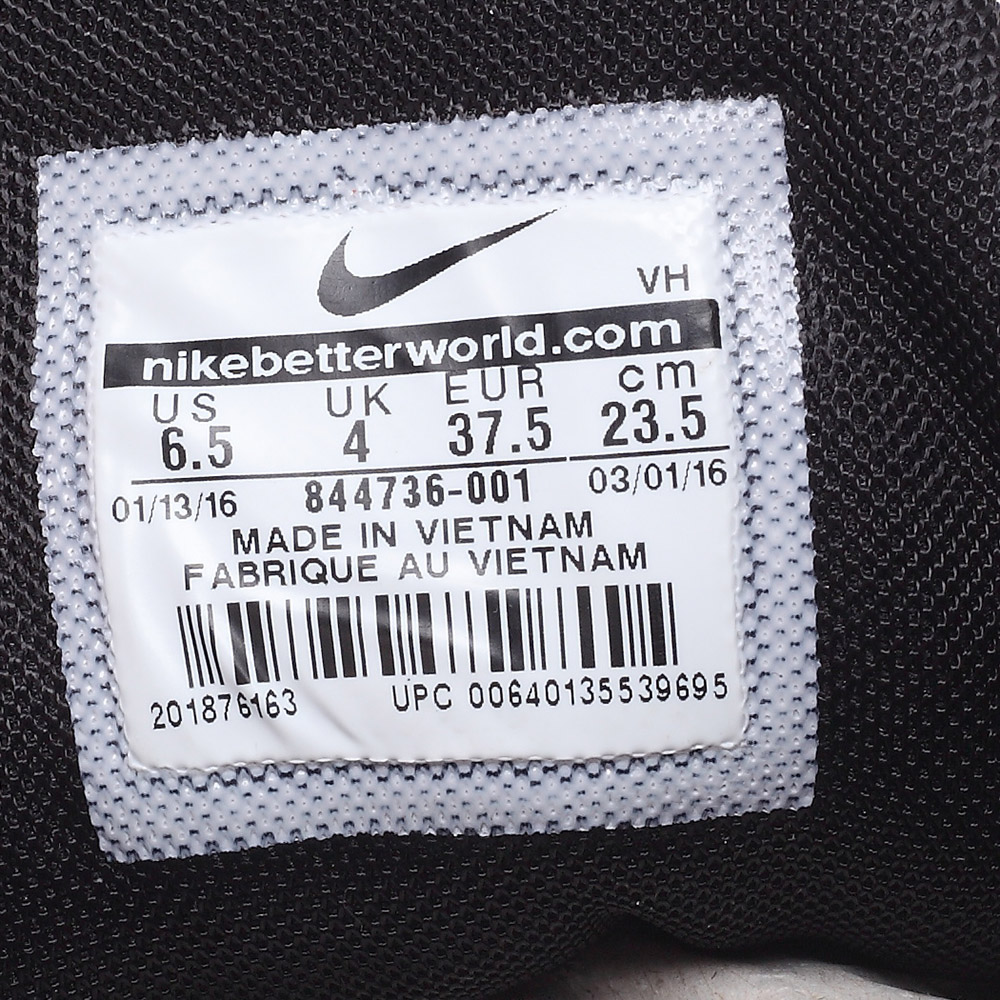 VH
nikebetterworld.com
US UK EUR cm
6.5 4 37.5 23.5
01/13/16 844736-001 03/01/16
MADE IN VIETNAM
FABRIQUE AU VIETNAM
201876163 UPC 00640135539695